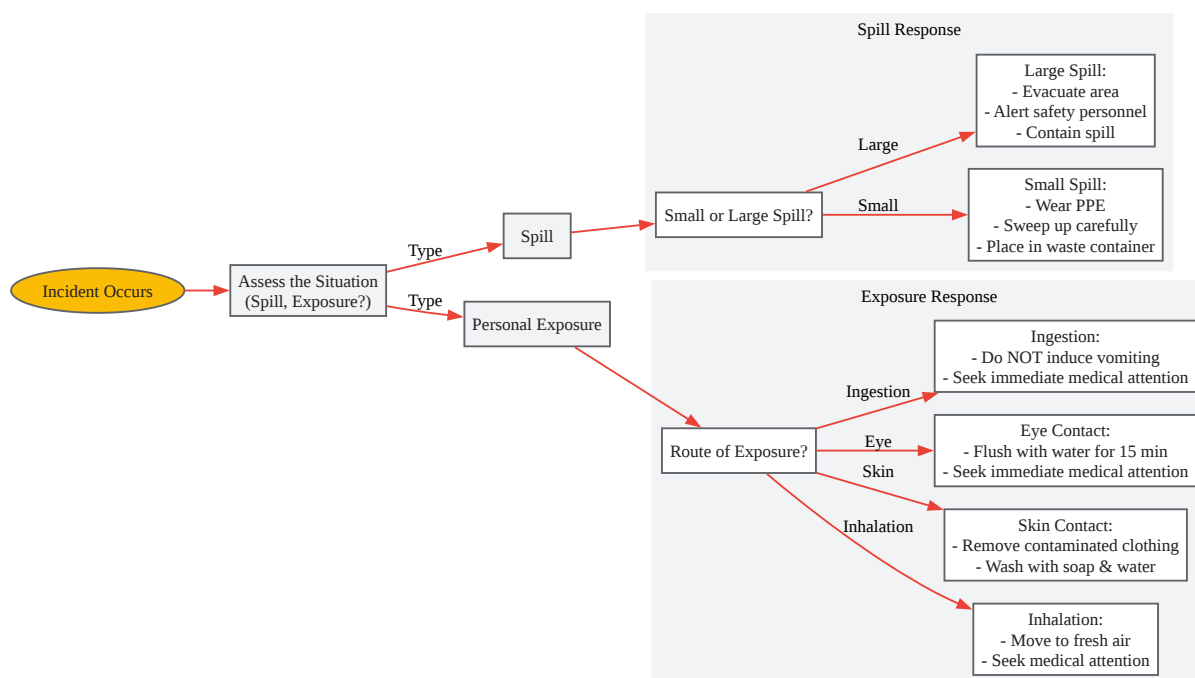 Incident Occurs
Assess the Situation
(Spill, Exposure?)
Type
Type
Spill
Personal Exposure
Spill Response
Small or Large Spill?
Large
Small
Large Spill:
- Evacuate area
- Alert safety personnel
- Contain spill
Small Spill:
- Wear PPE
- Sweep up carefully
- Place in waste container
Exposure Response
Route of Exposure?
Ingestion
Eye
Skin
Inhalation
Ingestion:
- Do NOT induce vomiting
- Seek immediate medical attention
Eye Contact:
- Flush with water for 15 min
- Seek immediate medical attention
Skin Contact:
- Remove contaminated clothing
- Wash with soap & water
Inhalation:
- Move to fresh air
- Seek medical attention